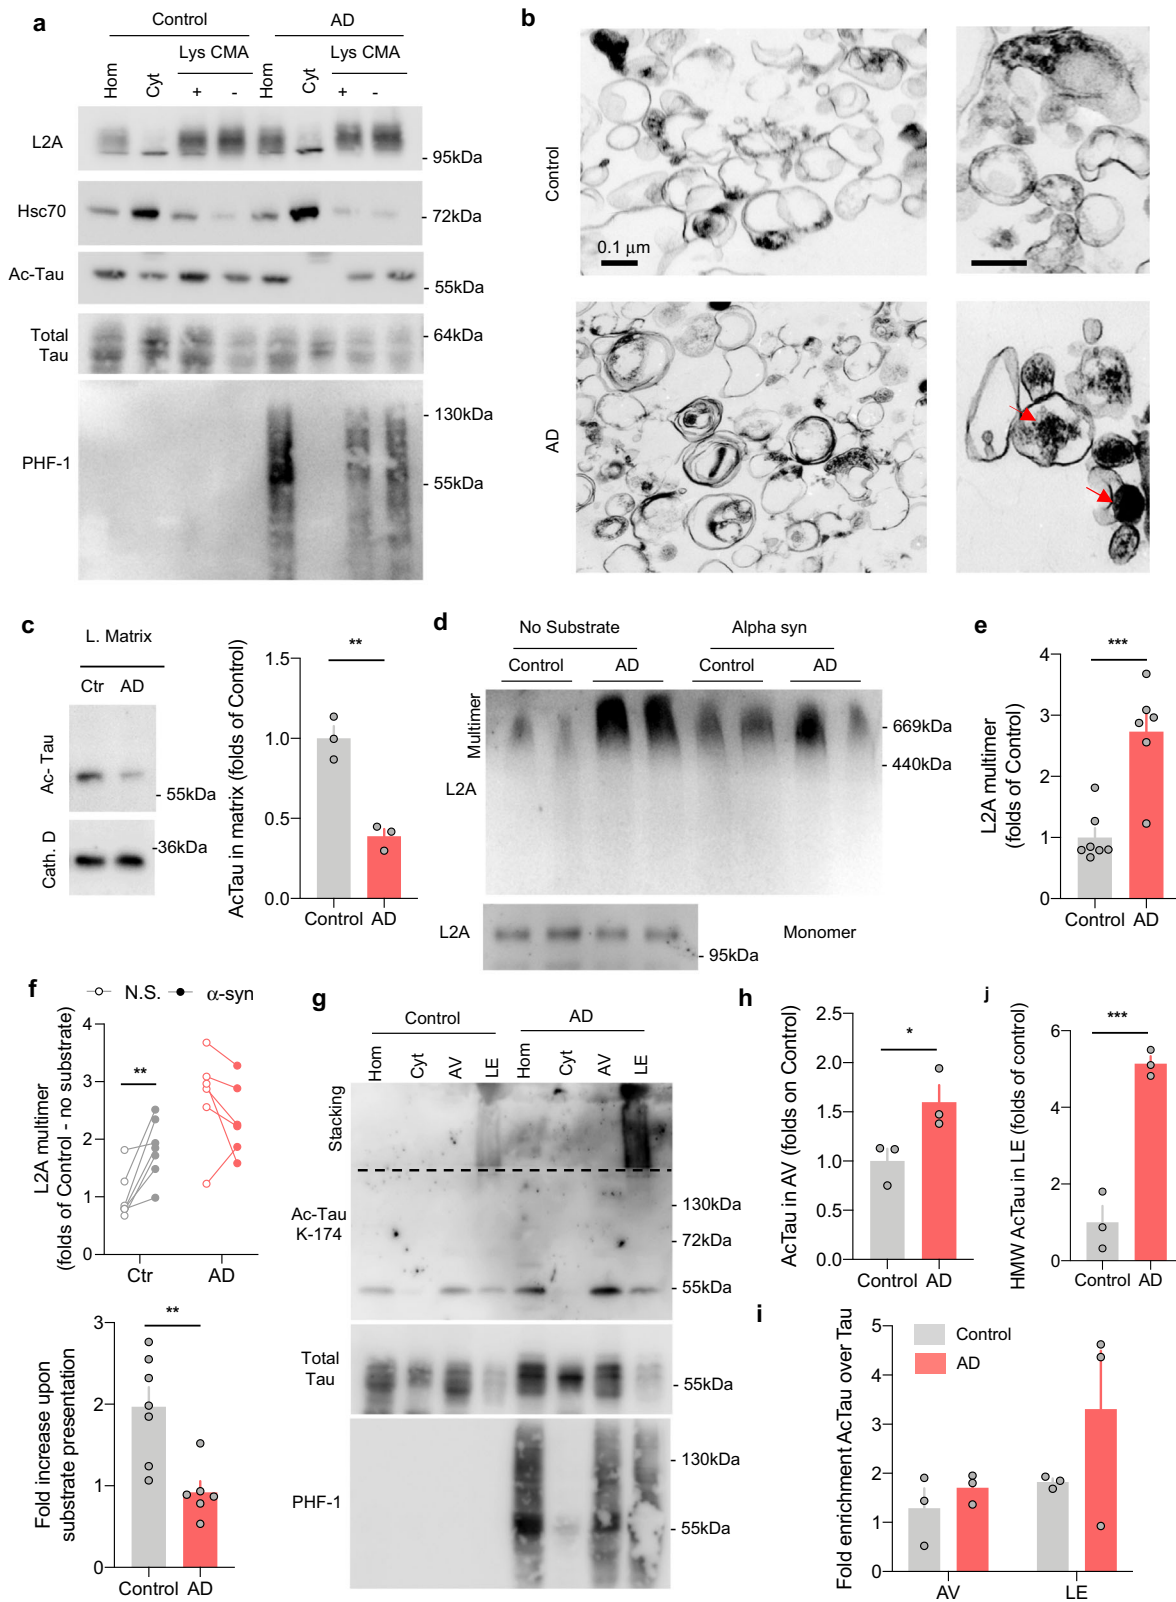 a
Control
AD
Lys CMA
Lys CMA
Hom
Cyt
+
-
Hom
Cyt
+
-
L2A
- 95kDa
Hsc70
- 72kDa
Ac-Tau
- 55kDa
Total
Tau
- 64kDa
PHF-1
- 130kDa
- 55kDa
b
Control
0.1 μm
AD
c
L. Matrix
Ctr
AD
Ac- Tau
- 55kDa
Cath. D
-36kDa
AcTau in matrix (folds of Control)
1.5
1.0
0.5
0.0
**
Control
AD
d
No Substrate
Alpha syn
Control
AD
Control
AD
Multimer
L2A
- 669kDa
- 440kDa
L2A
Monomer
- 95kDa
e
L2A multimer
(folds of Control)
4
3
2
1
0
***
Control
AD
f
N.S.
α-syn
L2A multimer
(folds of Control - no substrate)
4
3
2
1
0
**
Ctr
AD
Fold increase upon
substrate presentation
3
2
1
0
**
Control
AD
g
Control
AD
Hom
Cyt
AV
LE
Hom
Cyt
AV
LE
Stacking
Ac-Tau
K-174
- 130kDa
- 72kDa
- 55kDa
Total
Tau
- 55kDa
PHF-1
- 130kDa
- 55kDa
h
AcTau in AV (folds on Control)
2.5
2.0
1.5
1.0
0.5
0.0
*
Control
AD
j
HMW AcTau in LE (folds of control)
6
4
2
0
***
Control
AD
i
Fold enrichment AcTau over Tau
5
4
3
2
1
0
Control
AD
AV
LE